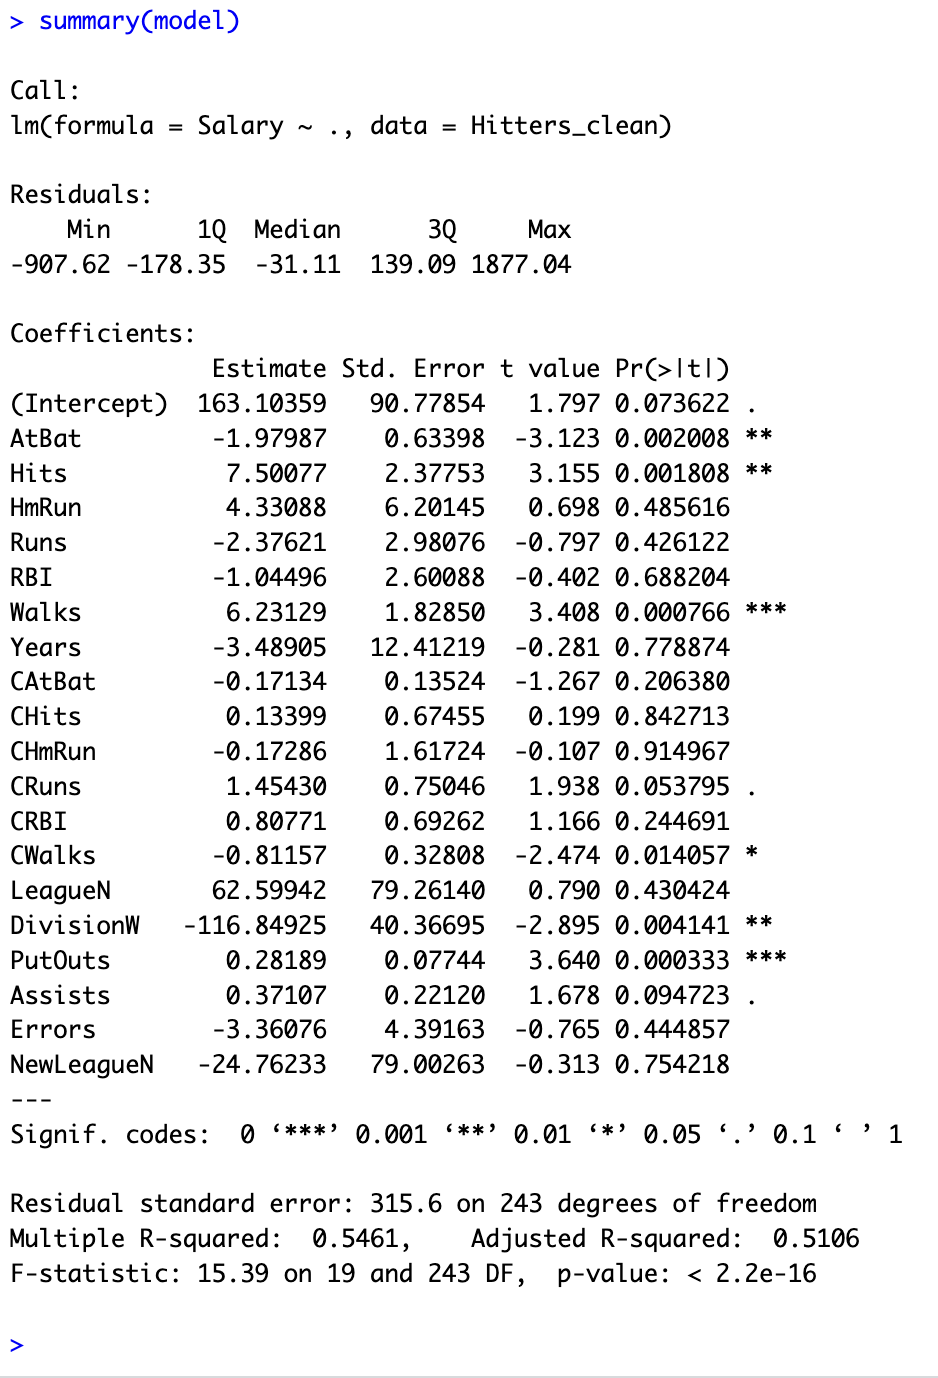 > summary(model)
Call:
lm(formula = Salary ~ ., data = Hitters_clean)
Residuals:
    Min      1Q  Median      3Q     Max
-907.62 -178.35  -31.11  139.09 1877.04
Coefficients:
             Estimate Std. Error t value Pr(>|t|)
(Intercept)  163.10359   90.77854   1.797 0.073622 .
AtBat         -1.97987    0.63398  -3.123 0.002008 **
Hits           7.50077    2.37753   3.155 0.001808 **
HmRun          4.33088    6.20145   0.698 0.485616
Runs          -2.37621    2.98076  -0.797 0.426122
RBI           -1.04496    2.60088  -0.402 0.688204
Walks          6.23129    1.82850   3.408 0.000766 ***
Years         -3.48905   12.41219  -0.281 0.778874
CAtBat        -0.17134    0.13524  -1.267 0.206380
CHits          0.13399    0.67455   0.199 0.842713
CHmRun        -0.17286    1.61724  -0.107 0.914967
CRuns          1.45430    0.75046   1.938 0.053795 .
CRBI           0.80771    0.69262   1.166 0.244691
CWalks        -0.81157    0.32808  -2.474 0.014057 *
LeagueN       62.59942   79.26140   0.790 0.430424
DivisionW   -116.84925   40.36695  -2.895 0.004141 **
PutOuts        0.28189    0.07744   3.640 0.000333 ***
Assists        0.37107    0.22120   1.678 0.094723 .
Errors        -3.36076    4.39163  -0.765 0.444857
NewLeagueN   -24.76233   79.00263  -0.313 0.754218
---
Signif. codes:  0 ‘***’ 0.001 ‘**’ 0.01 ‘*’ 0.05 ‘.’ 0.1 ‘ ’ 1
Residual standard error: 315.6 on 243 degrees of freedom
Multiple R-squared:  0.5461,    Adjusted R-squared:  0.5106
F-statistic: 15.39 on 19 and 243 DF,  p-value: < 2.2e-16
>